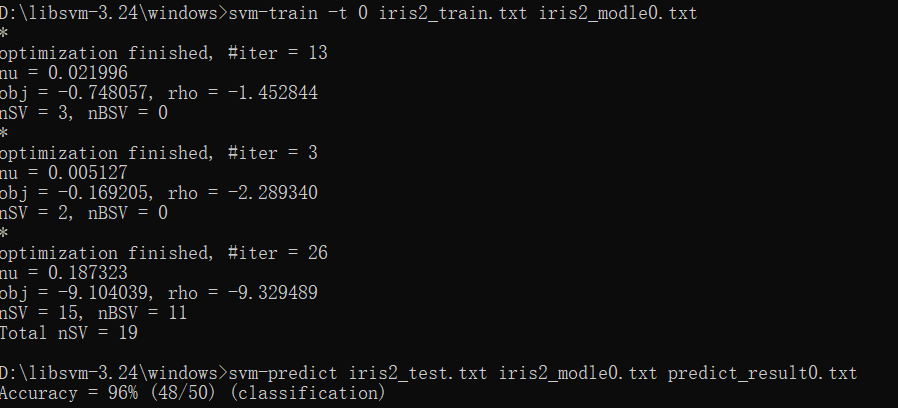 D:\libsvm-3.24\windows>svm-train -t 0 iris2_train.txt iris2_modle0.txt
*
optimization finished, #iter = 13
nu = 0.021996
obj = -0.748057, rho = -1.452844
nSV = 3, nBSV = 0
*
optimization finished, #iter = 3
nu = 0.005127
obj = -0.169205, rho = -2.289340
nSV = 2, nBSV = 0
*
optimization finished, #iter = 26
nu = 0.187323
obj = -9.104039, rho = -9.329489
nSV = 15, nBSV = 11
Total nSV = 19
D:\libsvm-3.24\windows>svm-predict iris2_test.txt iris2_modle0.txt predict_result0.txt
Accuracy = 96% (48/50) (classification)